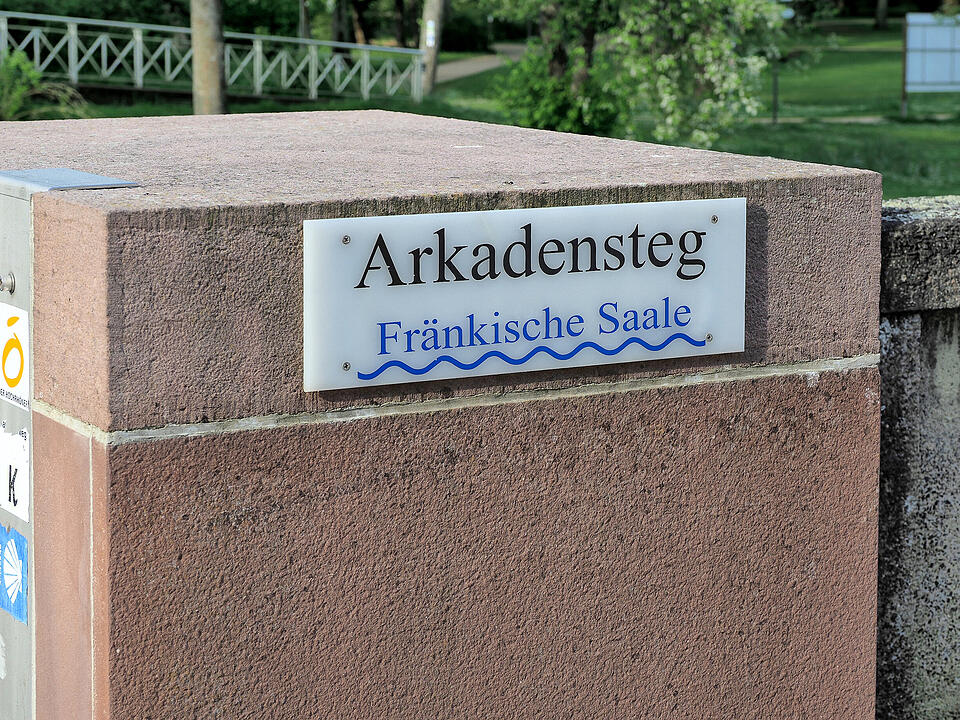 Arkadensteg
Fränkische Saale
K